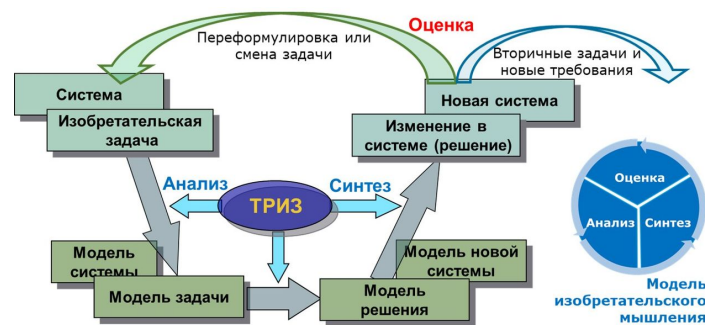 Оценка
Переформулировка или
смена задачи
Вторичные задачи и
новые требования
Система
Изобретательская
задача
Новая система
Изменение в
системе (решение)
Анализ
ТРИЗ
Синтез
Модель
системы
Модель задачи
Модель новой
системы
Модель
решения
Оценка
Анализ
Синтез
Модель
изобретательского
мышления